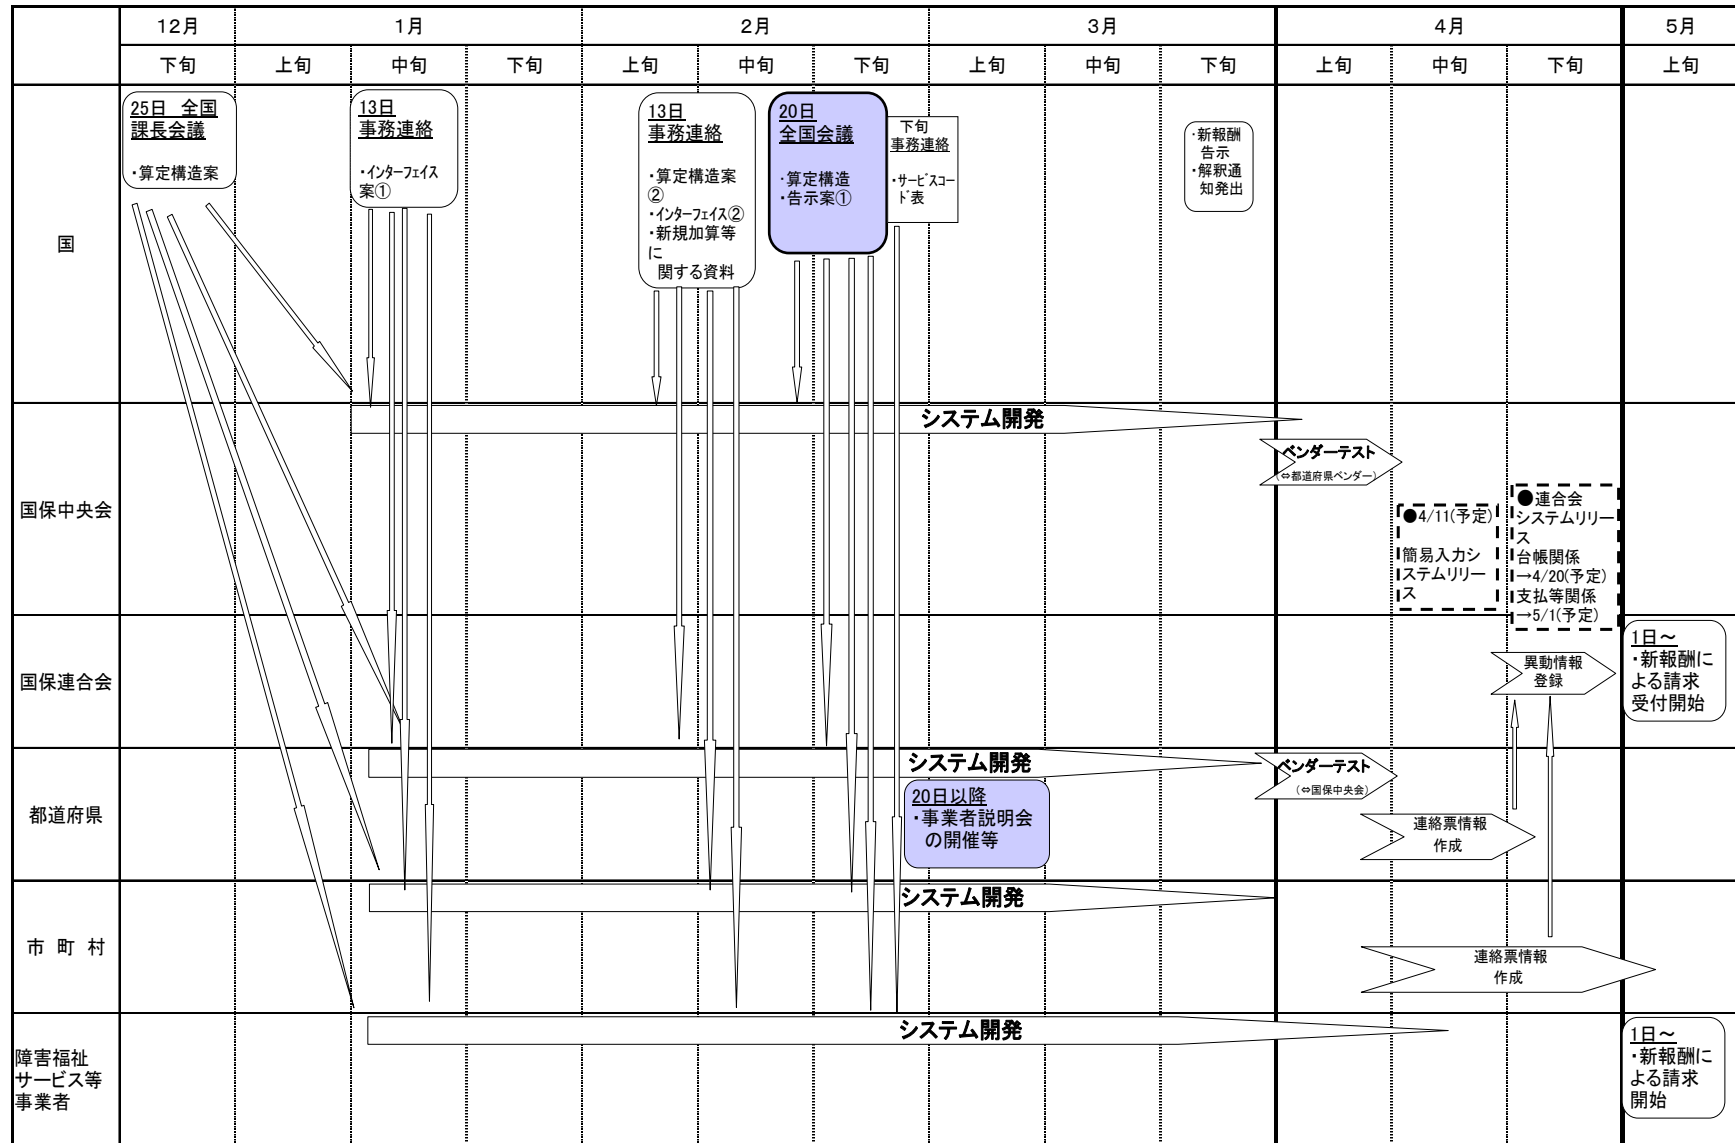 12月
1月
2月
3月
4月
5月
下旬
上旬
中旬
下旬
上旬
中旬
下旬
上旬
中旬
下旬
上旬
中旬
下旬
上旬
国
25日 全国
課長会議
・算定構造案
13日
事務連絡
・インターフェイス
案①
13日
事務連絡
・算定構造案
②
・インターフェイス②
・新規加算等
に
関する資料
20日
全国会議
・算定構造
・告示案①
下旬
事務連絡
・サービスコー
ド表
・新報酬
告示
・解釈通
知発出
国保中央会
システム開発
ベンダーテスト
(⇔都道府県ベンダー)
●4/11(予定)
簡易入力シ
ステムリリー
ス
●連合会
システムリリー
ス
台帳関係
→4/20(予定)
支払等関係
→5/1(予定)
国保連合会
異動情報
登録
1日～
・新報酬に
よる請求
受付開始
都道府県
システム開発
20日以降
・事業者説明会
の開催等
ベンダーテスト
(⇔国保中央会)
連絡票情報
作成
市 町 村
システム開発
連絡票情報
作成
障害福祉
サービス等
事業者
システム開発
1日～
・新報酬に
よる請求
開始